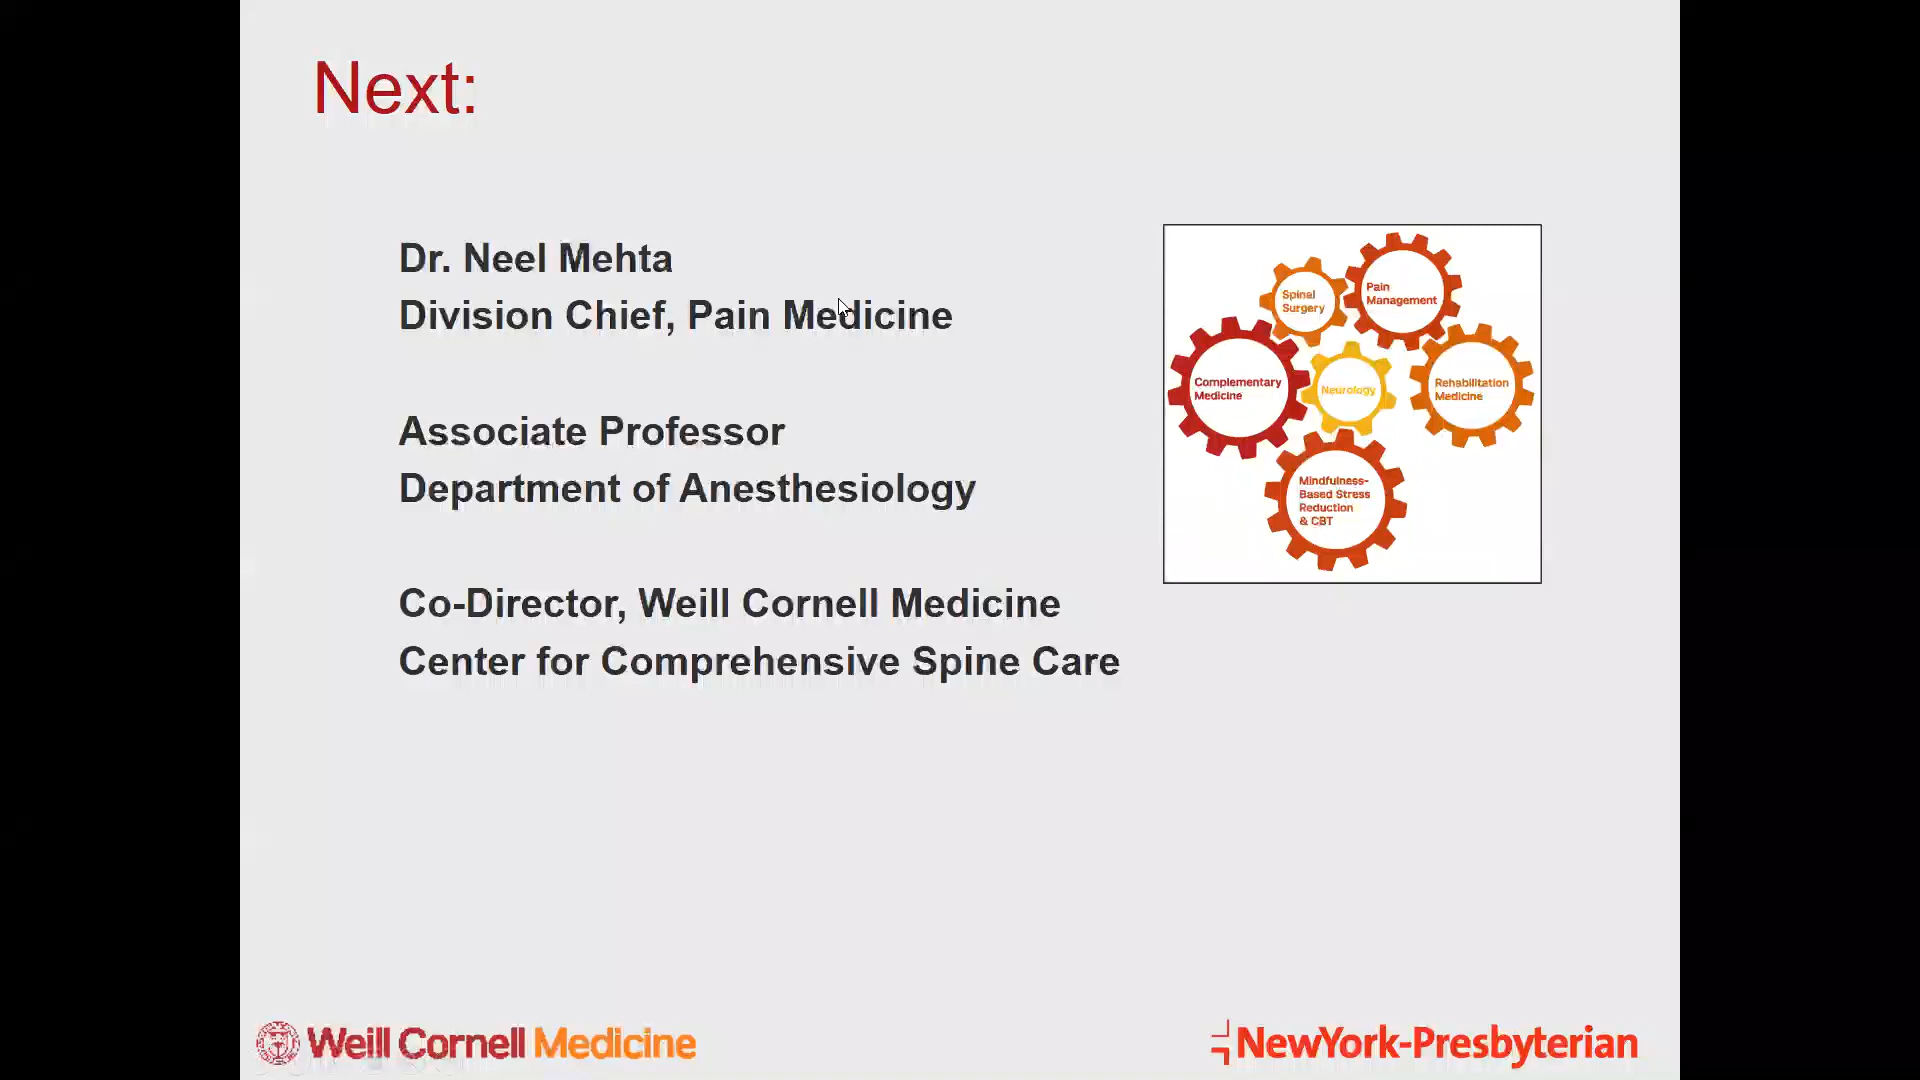 Next:
Dr. Neel Mehta
Division Chief, Pain Medicine
Associate Professor
Department of Anesthesiology
Co-Director, Weill Cornell Medicine
Center for Comprehensive Spine Care
Spinal
Surgery
Pain
Management
Complementary
Medicine
Neurology
Rehabilitation
Medicine
Mindfulness-
Based Stress
Reduction
& CBT
Weill Cornell Medicine
NewYork-Presbyterian